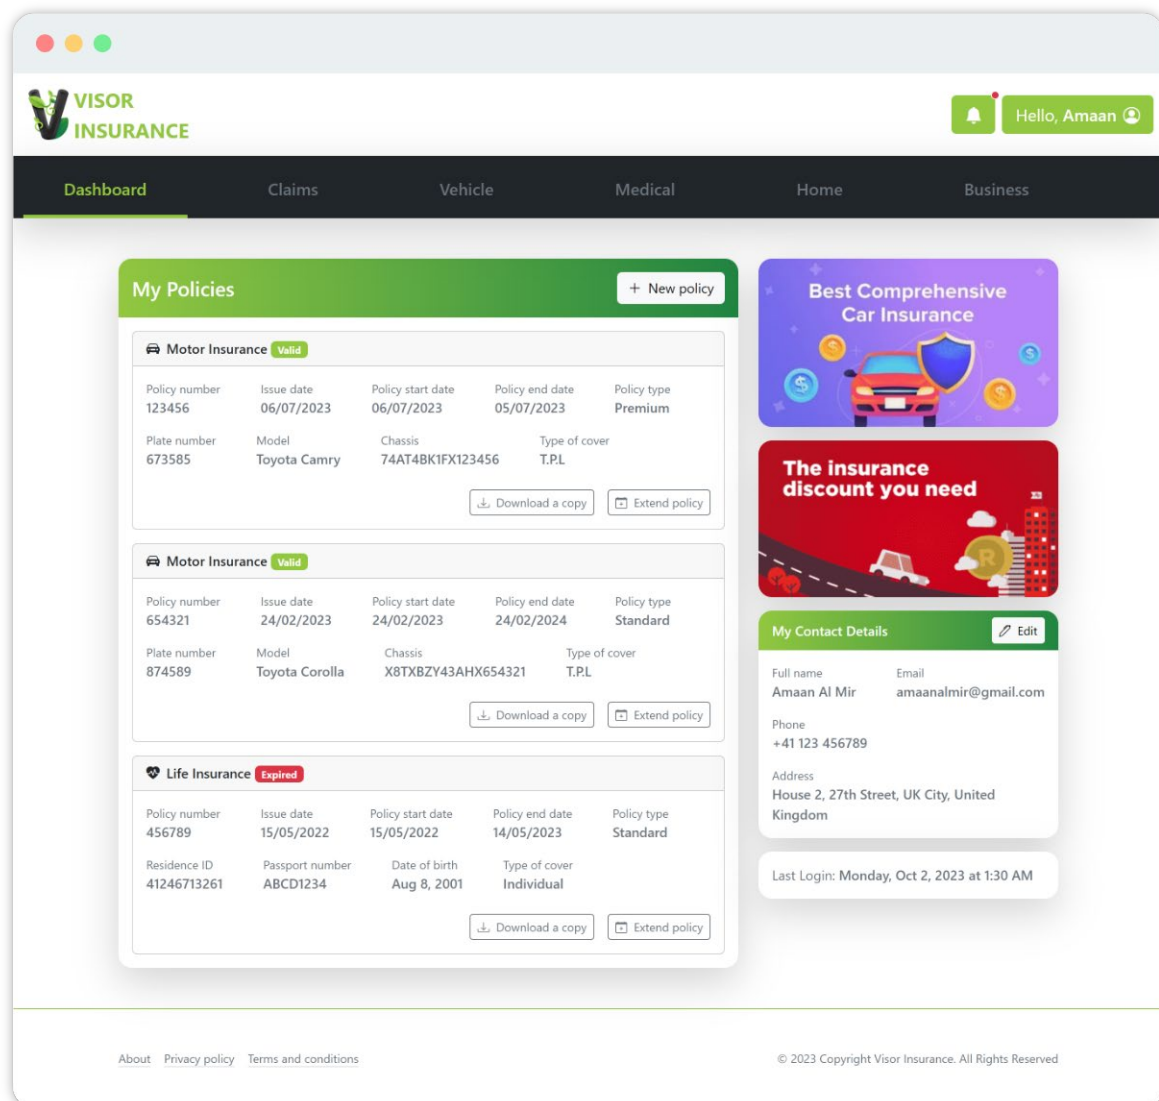 VISOR
INSURANCE
Hello, Amaan
Dashboard Claims Vehicle Medical Home Business
My Policies
+ New policy
Motor Insurance Valid
Policy number Issue date Policy start date Policy end date Policy type
123456 06/07/2023 06/07/2023 05/07/2023 Premium
Plate number Model Chassis Type of cover
673585 Toyota Camry 74AT4BK1FX123456 T.P.L
Download a copy Extend policy
Motor Insurance Valid
Policy number Issue date Policy start date Policy end date Policy type
654321 24/02/2023 24/02/2023 24/02/2024 Standard
Plate number Model Chassis Type of cover
874589 Toyota Corolla X8TXBZY43AHX654321 T.P.L
Download a copy Extend policy
Life Insurance Expired
Policy number Issue date Policy start date Policy end date Policy type
456789 15/05/2022 15/05/2022 14/05/2023 Standard
Residence ID Passport number Date of birth Type of cover
41246713261 ABCD1234 Aug 8, 2001 Individual
Download a copy Extend policy
Best Comprehensive
Car Insurance
$ $ $ $
The insurance
discount you need
R
My Contact Details Edit
Full name Email
Amaan Al Mir amaanalmir@gmail.com
Phone
+41 123 456789
Address
House 2, 27th Street, UK City, United
Kingdom
Last Login: Monday, Oct 2, 2023 at 1:30 AM
About Privacy policy Terms and conditions
© 2023 Copyright Visor Insurance. All Rights Reserved